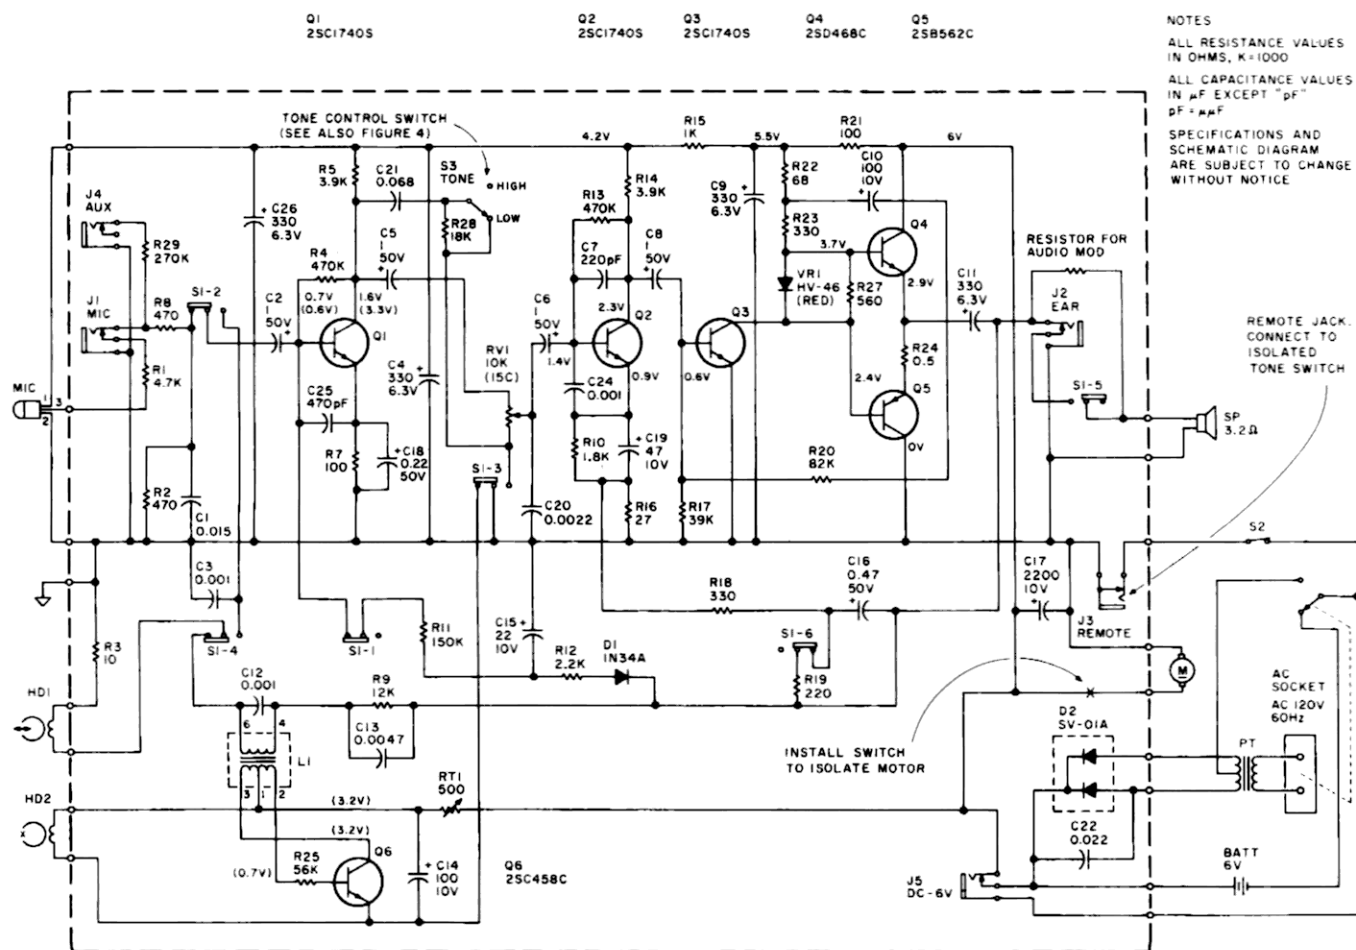 Q1
2SC1740S
Q2
2SC1740S
Q3
2SC1740S
Q4
2SD468C
Q5
2SB562C
NOTES
ALL RESISTANCE VALUES
IN OHMS, K=1000
ALL CAPACITANCE VALUES
IN µF EXCEPT "pF"
pF = µµF
SPECIFICATIONS AND
SCHEMATIC DIAGRAM
ARE SUBJECT TO CHANGE
WITHOUT NOTICE
TONE CONTROL SWITCH
(SEE ALSO FIGURE 4)
4.2V
R15
1K
5.5V
R21
100
6V
R5
3.9K
C21
0.068
S3
TONE
HIGH
LOW
R28
18K
R13
470K
R14
3.9K
C9
330
6.3V
R22
68
C10
100
10V
R23
330
J4
AUX
C26
330
6.3V
R29
270K
R4
470K
C5
1
50V
C7
220pF
C8
1
50V
3.7V
Q4
VR1
HV-46
(RED)
R27
560
2.9V
C11
330
6.3V
RESISTOR FOR
AUDIO MOD
J2
EAR
REMOTE JACK.
CONNECT TO
ISOLATED
TONE SWITCH
J1
MIC
R8
470
S1-2
C2
1
50V
0.7V
(0.6V)
1.6V
(3.3V)
Q1
C6
1
50V
2.3V
Q2
Q3
1.4V
0.9V
0.6V
R24
0.5
2.4V
Q5
0V
S1-5
SP
3.2Ω
MIC
1
3
2
R1
4.7K
C4
330
6.3V
RV1
10K
(15C)
C25
470pF
C24
0.001
R7
100
C18
0.22
50V
R10
1.8K
C19
47
10V
R20
82K
S1-3
R2
470
C1
0.015
C20
0.0022
R16
27
R17
39K
S2
C3
0.001
R18
330
C16
0.47
50V
C17
2200
10V
R3
10
S1-4
S1-1
R11
150K
C15
22
10V
R12
2.2K
D1
1N34A
S1-6
R19
220
J3
REMOTE
M
HD1
C12
0.001
R9
12K
C13
0.0047
6
4
L1
3
1
2
INSTALL SWITCH
TO ISOLATE MOTOR
D2
SV-01A
AC
SOCKET
AC 120V
60Hz
PT
HD2
(3.2V)
RT1
500
(3.2V)
C22
0.022
(0.7V)
R25
56K
Q6
C14
100
10V
Q6
2SC458C
J5
DC-6V
BATT
6V